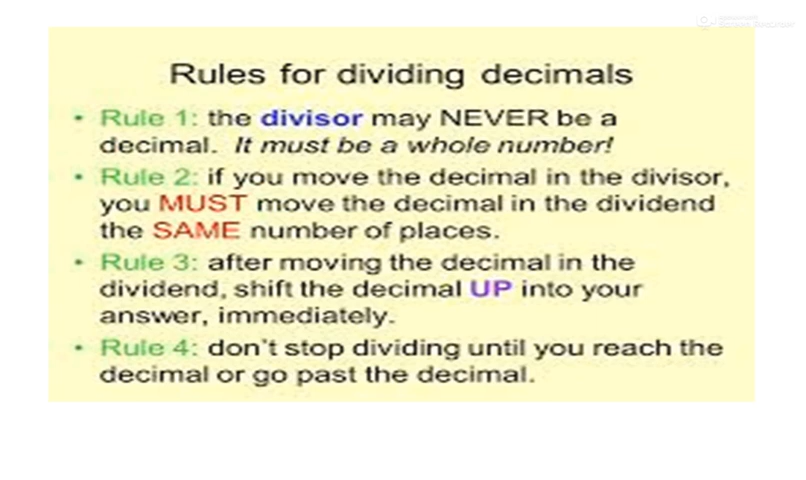 Rules for dividing decimals
• Rule 1: the divisor may NEVER be a
decimal. It must be a whole number!
• Rule 2: if you move the decimal in the divisor,
you MUST move the decimal in the dividend
the SAME number of places.
• Rule 3: after moving the decimal in the
dividend, shift the decimal UP into your
answer, immediately.
• Rule 4: don't stop dividing until you reach the
decimal or go past the decimal.